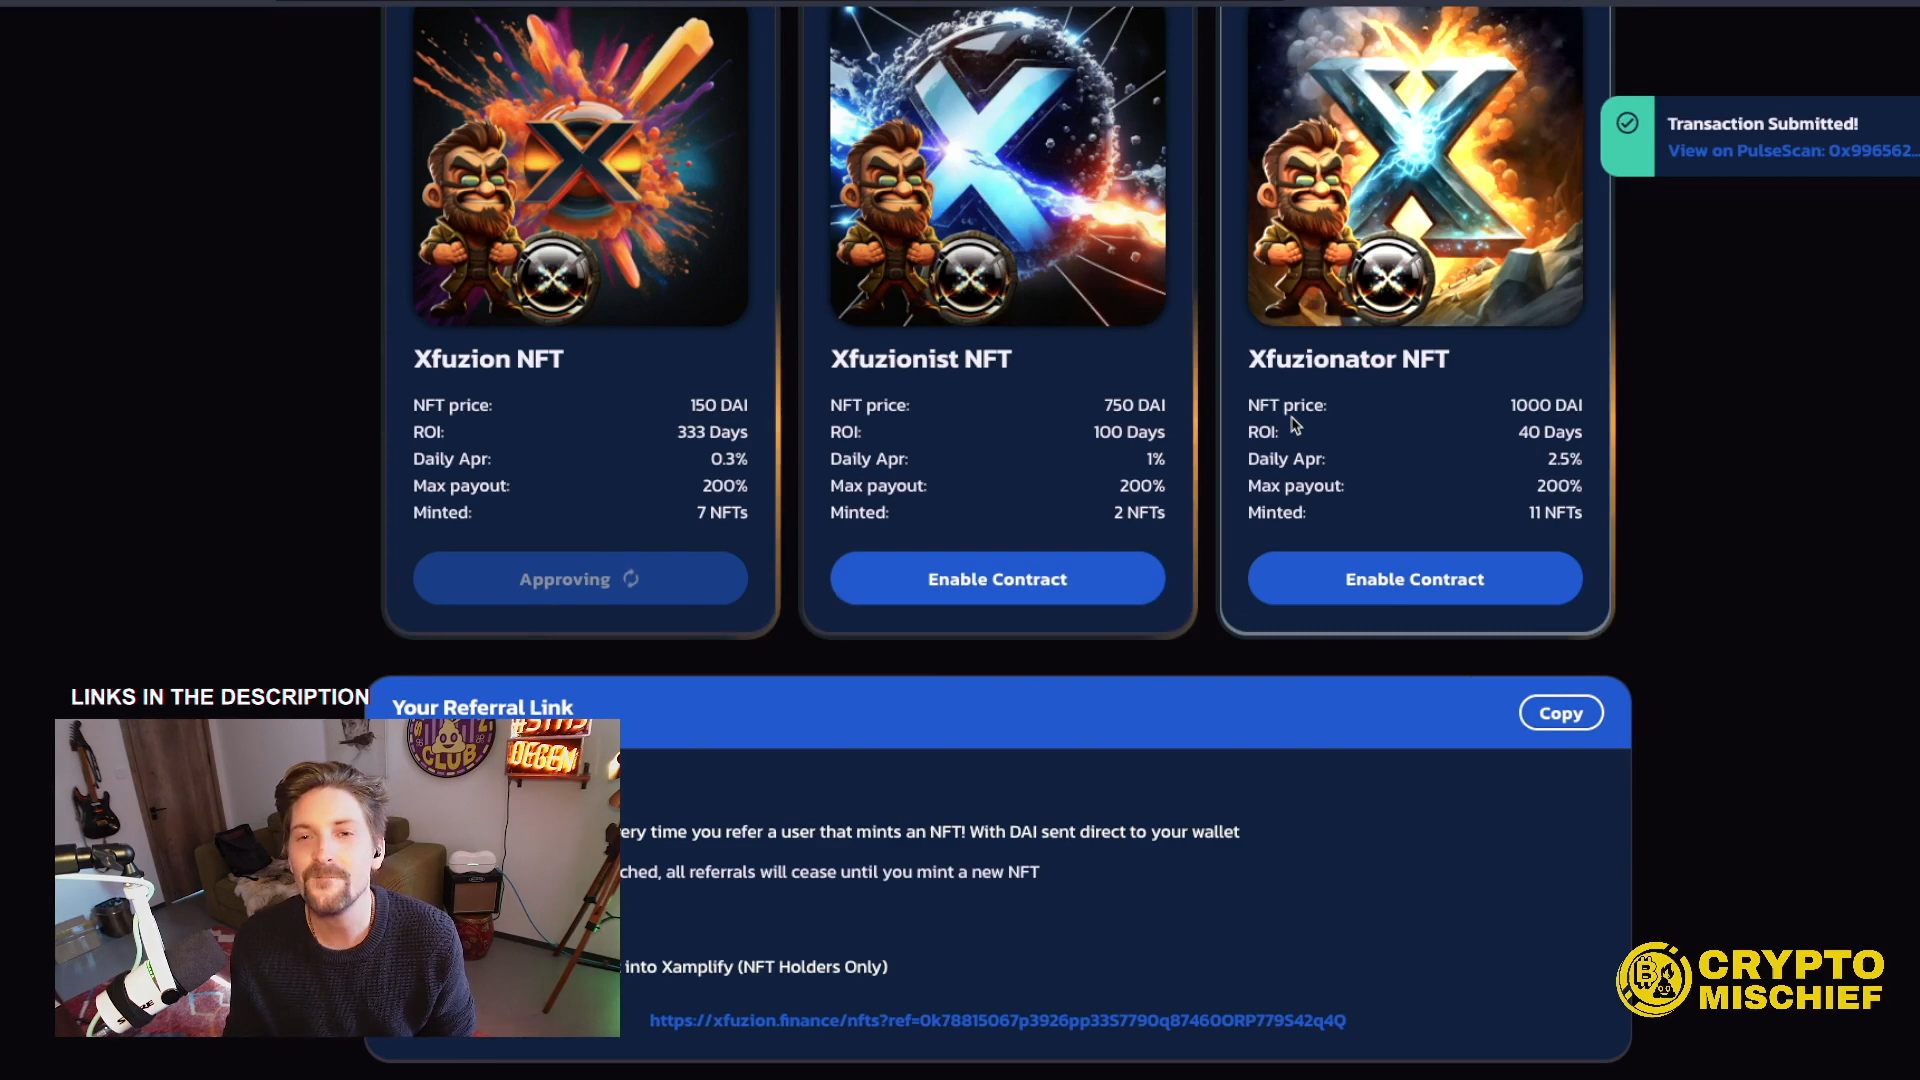 Transaction Submitted!
View on PulseScan: 0x996562...
Xfuzion NFT
NFT price: 150 DAI
ROI: 333 Days
Daily Apr: 0.3%
Max payout: 200%
Minted: 7 NFTs
Approving
Xfuzionist NFT
NFT price: 750 DAI
ROI: 100 Days
Daily Apr: 1%
Max payout: 200%
Minted: 2 NFTs
Enable Contract
Xfuzionator NFT
NFT price: 1000 DAI
ROI: 40 Days
Daily Apr: 2.5%
Max payout: 200%
Minted: 11 NFTs
Enable Contract
LINKS IN THE DESCRIPTION
Your Referral Link
Copy
CLUB
DEGEN
ery time you refer a user that mints an NFT! With DAI sent direct to your wallet
ched, all referrals will cease until you mint a new NFT
into Xamplify (NFT Holders Only)
https://xfuzion.finance/nfts?ref=0k78815067p3926pp33S7790q87460ORP779S42q4Q
CRYPTO
MISCHIEF